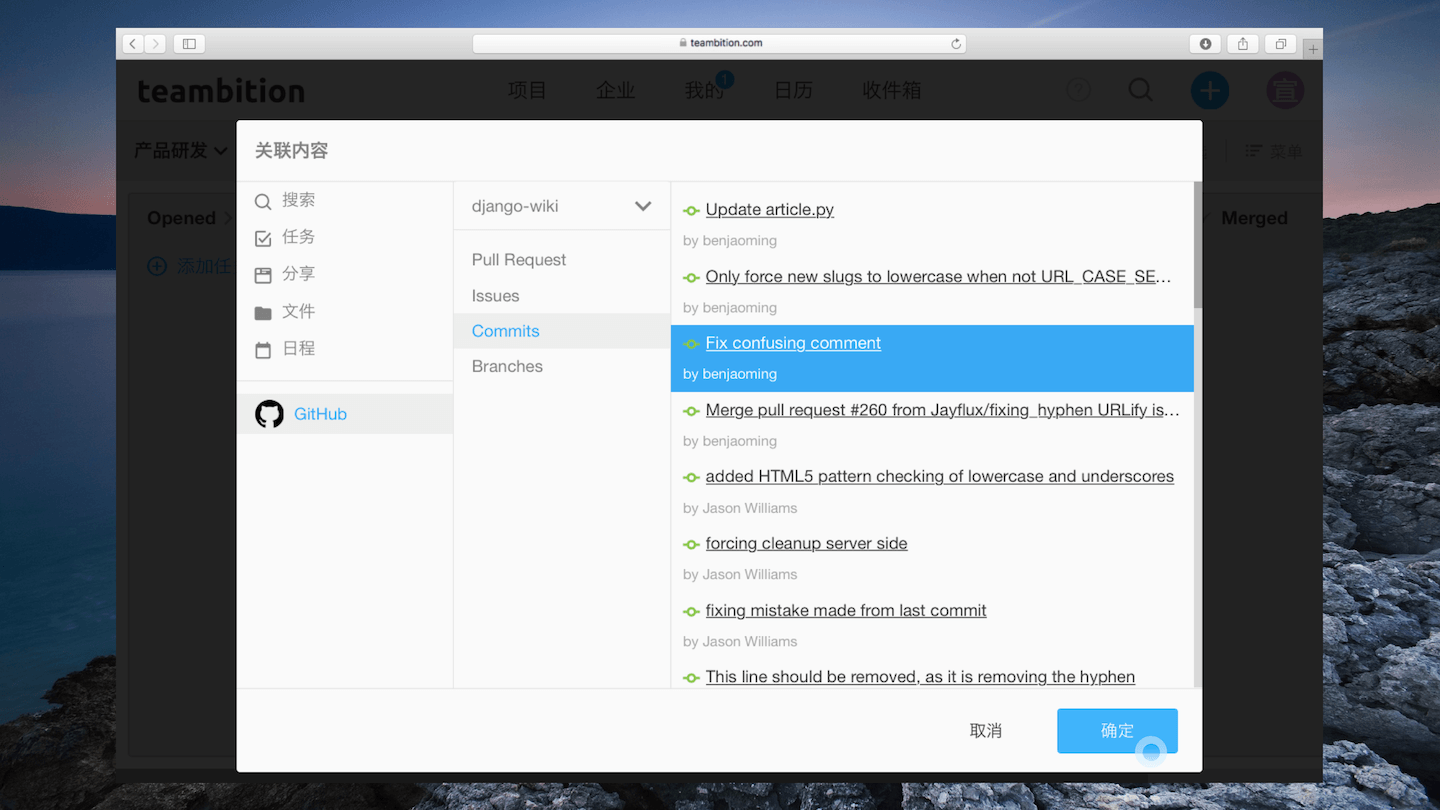 teambition.com
teambition
项目
企业
我的
1
日历
收件箱
宣
产品研发
菜单
Opened
添加任
Merged
关联内容
搜索
任务
分享
文件
日程
GitHub
django-wiki
Pull Request
Issues
Commits
Branches
Update article.py
by benjaoming
Only force new slugs to lowercase when not URL_CASE_SE...
by benjaoming
Fix confusing comment
by benjaoming
Merge pull request #260 from Jayflux/fixing_hyphen URLify is...
by benjaoming
added HTML5 pattern checking of lowercase and underscores
by Jason Williams
forcing cleanup server side
by Jason Williams
fixing mistake made from last commit
by Jason Williams
This line should be removed, as it is removing the hyphen
取消
确定